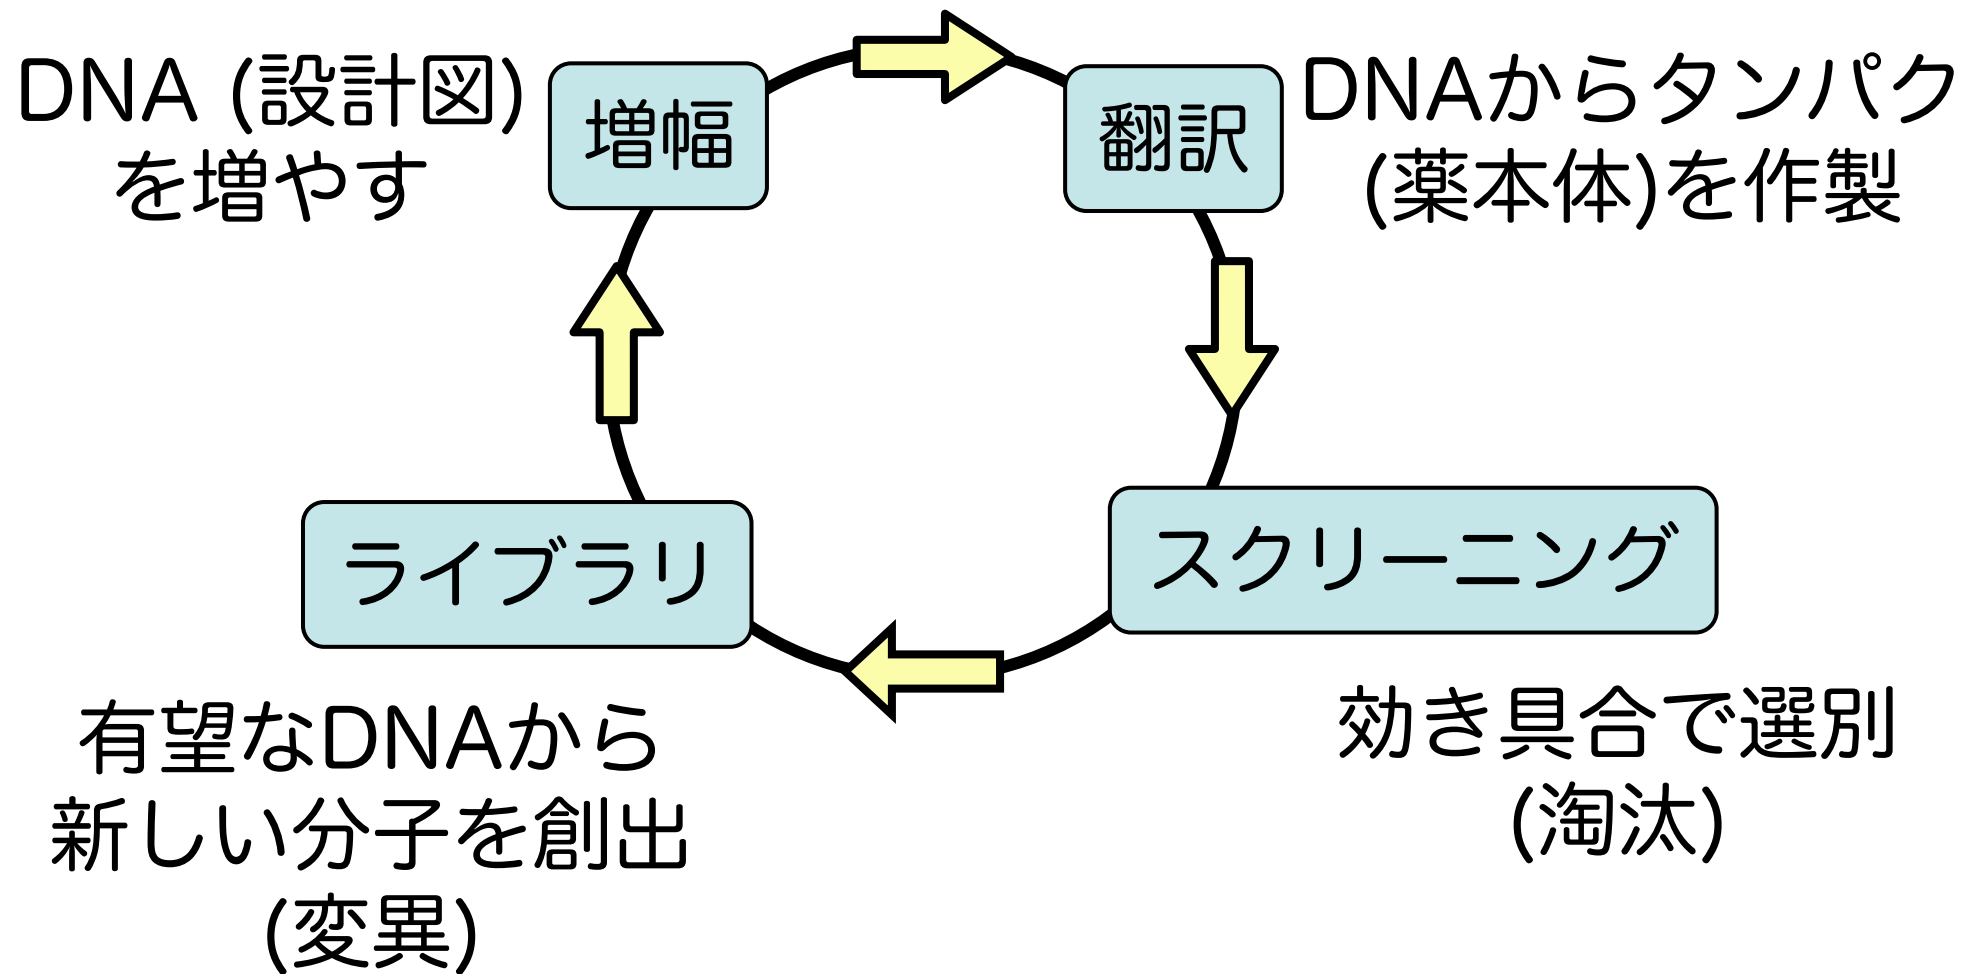 DNA (設計図)
を増やす
増幅
翻訳
DNAからタンパク
(薬本体)を作製
ライブラリ
スクリーニング
有望なDNAから
新しい分子を創出
(変異)
効き具合で選別
(淘汰)